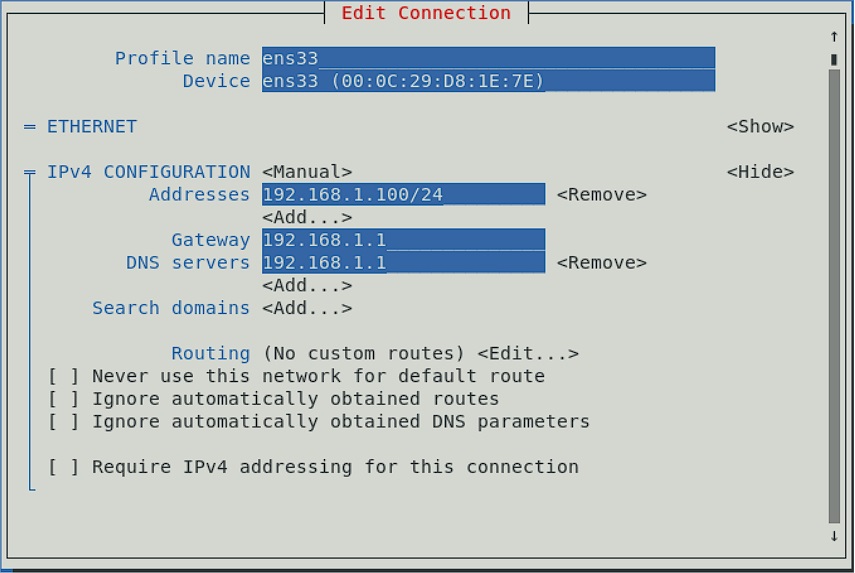 Edit Connection
Profile name ens33
Device ens33 (00:0C:29:D8:1E:7E)
= ETHERNET <Show>
= IPv4 CONFIGURATION <Manual> <Hide>
Addresses 192.168.1.100/24 <Remove>
<Add...>
Gateway 192.168.1.1
DNS servers 192.168.1.1 <Remove>
<Add...>
Search domains <Add...>
Routing (No custom routes) <Edit...>
[ ] Never use this network for default route
[ ] Ignore automatically obtained routes
[ ] Ignore automatically obtained DNS parameters
[ ] Require IPv4 addressing for this connection